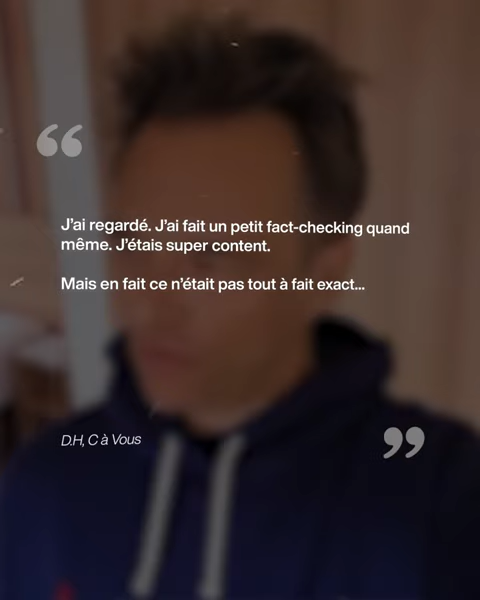 “
J’ai regardé. J’ai fait un petit fact-checking quand
même. J’étais super content.
Mais en fait ce n’était pas tout à fait exact...
D.H, C à Vous
”